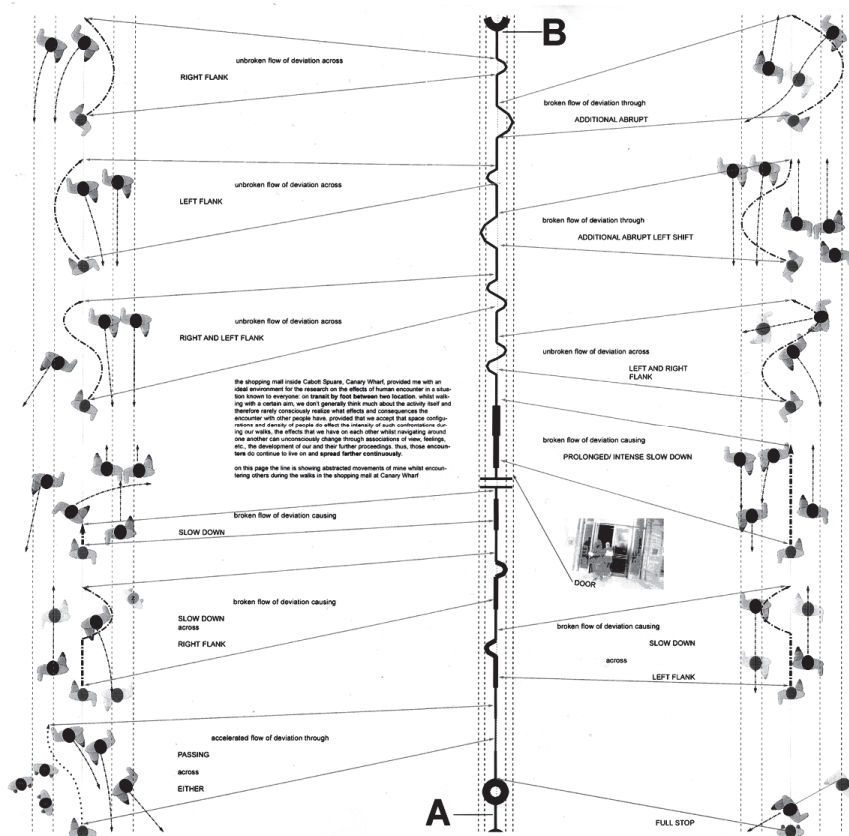 B
unbroken flow of deviation across
RIGHT FLANK
broken flow of deviation through
ADDITIONAL ABRUPT
unbroken flow of deviation across
LEFT FLANK
broken flow of deviation through
ADDITIONAL ABRUPT LEFT SHIFT
unbroken flow of deviation across
RIGHT AND LEFT FLANK
unbroken flow of deviation across
LEFT AND RIGHT
FLANK
the shopping mall inside Cabott Spuare, Canary Wharf, provided me with an
ideal environment for the research on the effects of human encounter in a situa-
tion known to everyone: on transit by foot between two location. whilst walk-
ing with a certain aim, we don't generally think much about the activity itself and
therefore rarely consciously realize what effects and consequences the
encounter with other people have. provided that we accept that space configu-
rations and density of people do effect the intensity of such confrontations dur-
ing our walks, the effects that we have on each other whilst navigating around
one another can unconsciously change through associations of view, feelings,
etc., the development of our and their further proceedings. thus, those encoun-
ters do continue to live on and spread farther continuously.
on this page the line is showing abstracted movements of mine whilst encoun-
tering others during the walks in the shopping mall at Canary Wharf
broken flow of deviation causing
PROLONGED/ INTENSE SLOW DOWN
broken flow of deviation causing
SLOW DOWN
DOOR
broken flow of deviation causing
SLOW DOWN
across
RIGHT FLANK
broken flow of deviation causing
SLOW DOWN
across
LEFT FLANK
accelerated flow of deviation through
PASSING
across
EITHER
A
FULL STOP